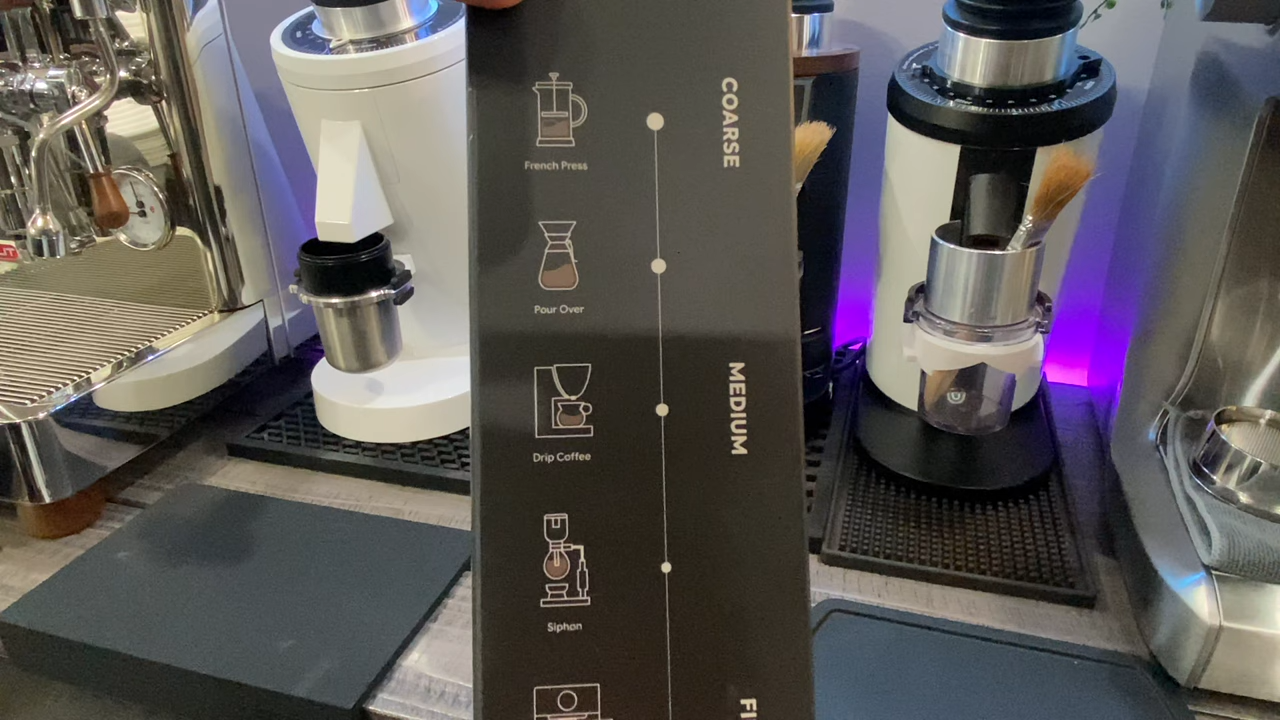 COARSE
French Press
Pour Over
MEDIUM
Drip Coffee
Siphon